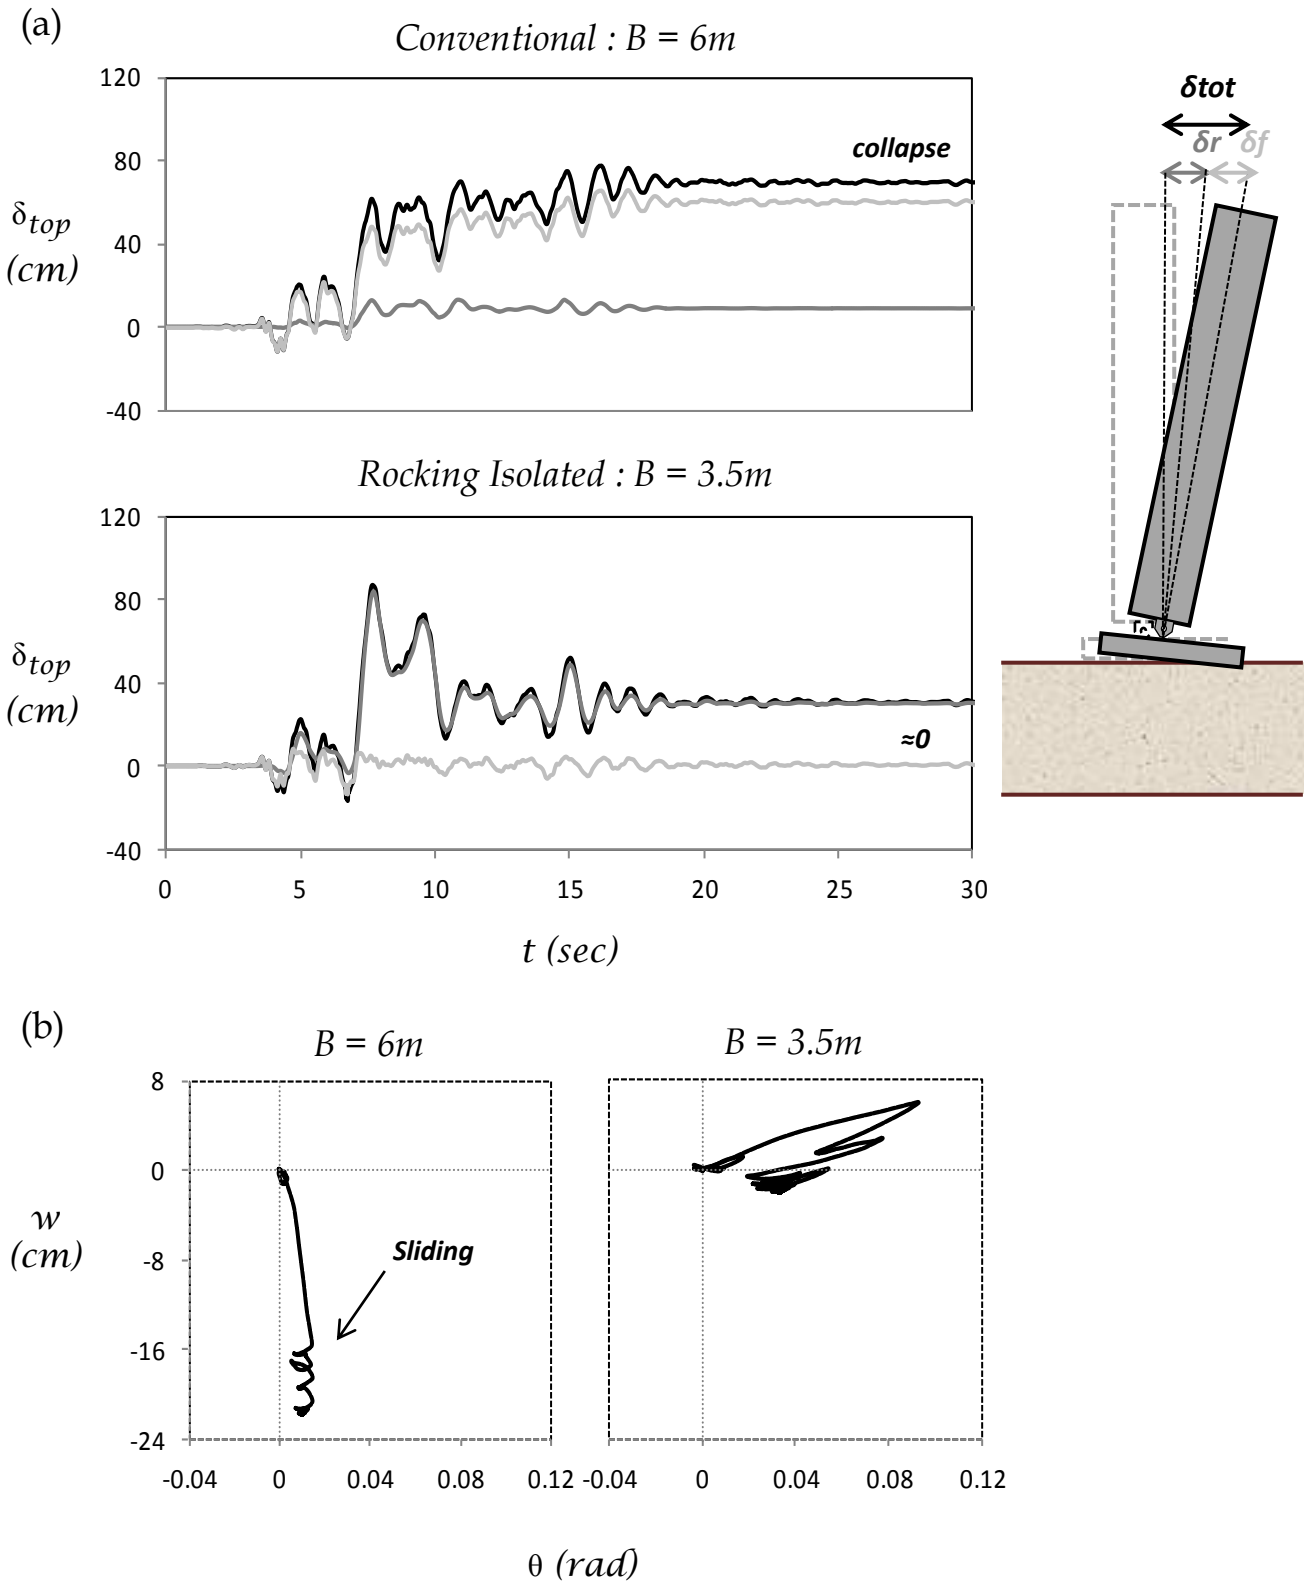 (a)
Conventional : B = 6m
120
80
40
0
-40
δtop
(cm)
collapse
δtot
δr δf
Rocking Isolated : B = 3.5m
120
80
40
0
-40
δtop
(cm)
≈0
0 5 10 15 20 25 30
t (sec)
(b)
B = 6m
B = 3.5m
8
0
-8
-16
-24
w
(cm)
Sliding
-0.04 0 0.04 0.08 0.12
-0.04 0 0.04 0.08 0.12
θ (rad)